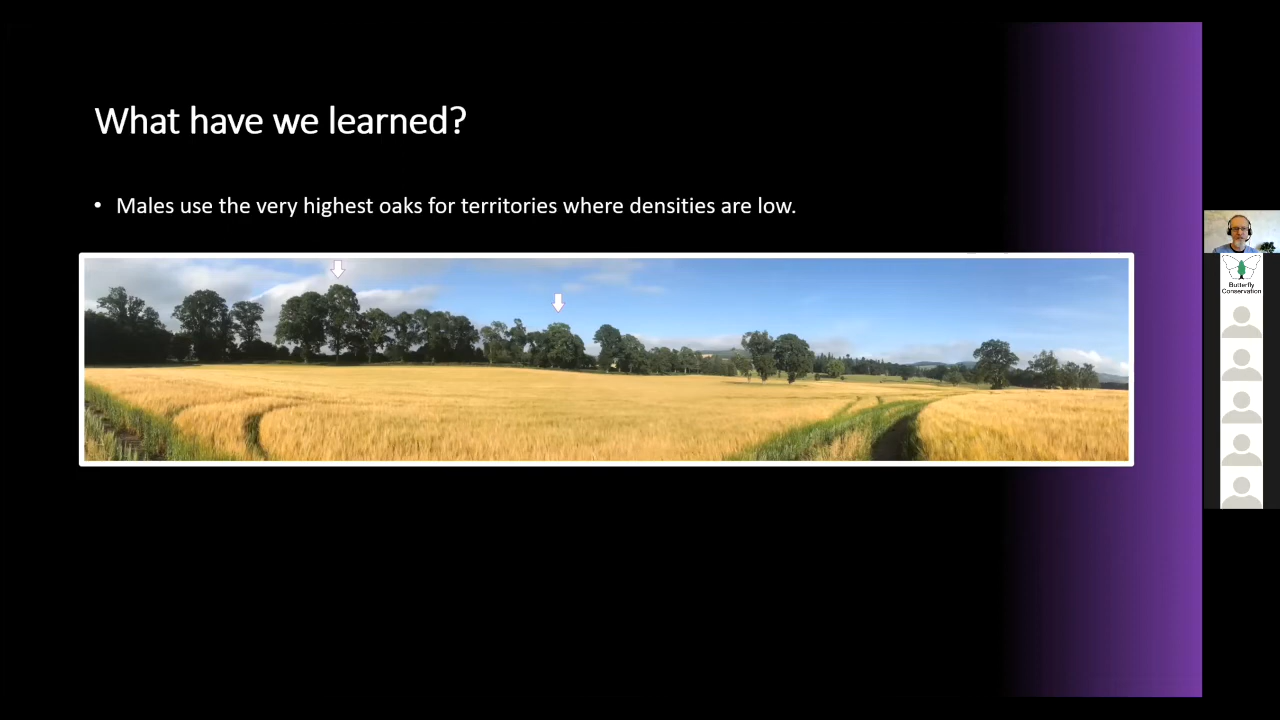 What have we learned?
• Males use the very highest oaks for territories where densities are low.
Butterfly
Conservation